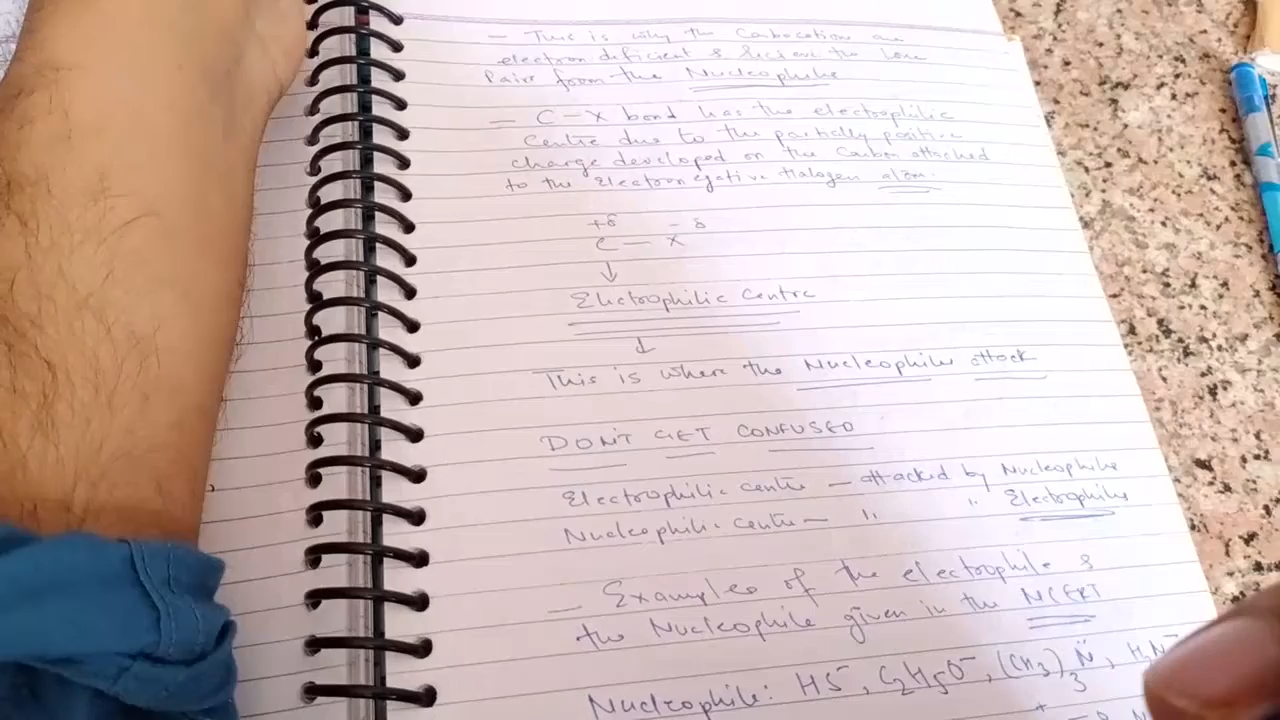 - This is why the Carbocations are
electron deficient & recieve the lone
Pairs from the Nucleophile
- C-X bond has the electrophilic
Centre due to the partially positive
charge developed on the Carbon attached
to the Electronegative Halogen atom.
+δ -δ
C — X
↓
Electrophilic Centre
↓
This is where the Nucleophile attack
DON'T GET CONFUSED
Electrophilic centre - attacked by Nucleophile
Nucleophilic centre - " " Electrophile
- Examples of the electrophile &
the Nucleophile given in the NCERT
Nucleophile: HS⁻, C₂H₅O⁻, (CH₃)₃N̈, H₂N⁻